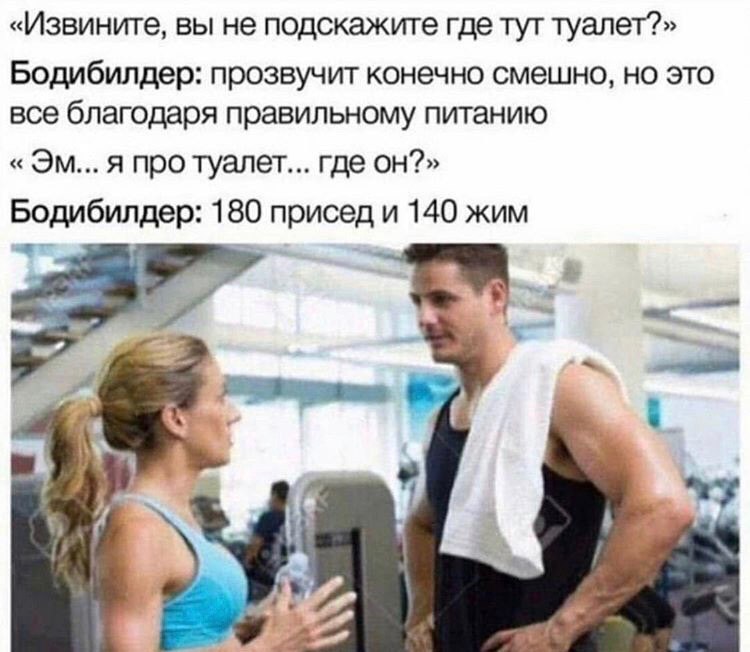 «Извините, вы не подскажите где тут туалет?»
Бодибилдер: прозвучит конечно смешно, но это
все благодаря правильному питанию
« Эм... я про туалет... где он?»
Бодибилдер: 180 присед и 140 жим